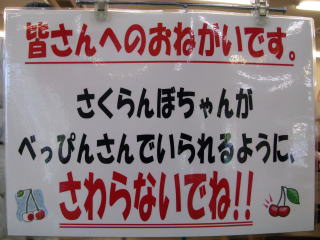 皆さんへのおねがいです。
さくらんぼちゃんが
べっぴんさんでいられるように、
さわらないでね!!